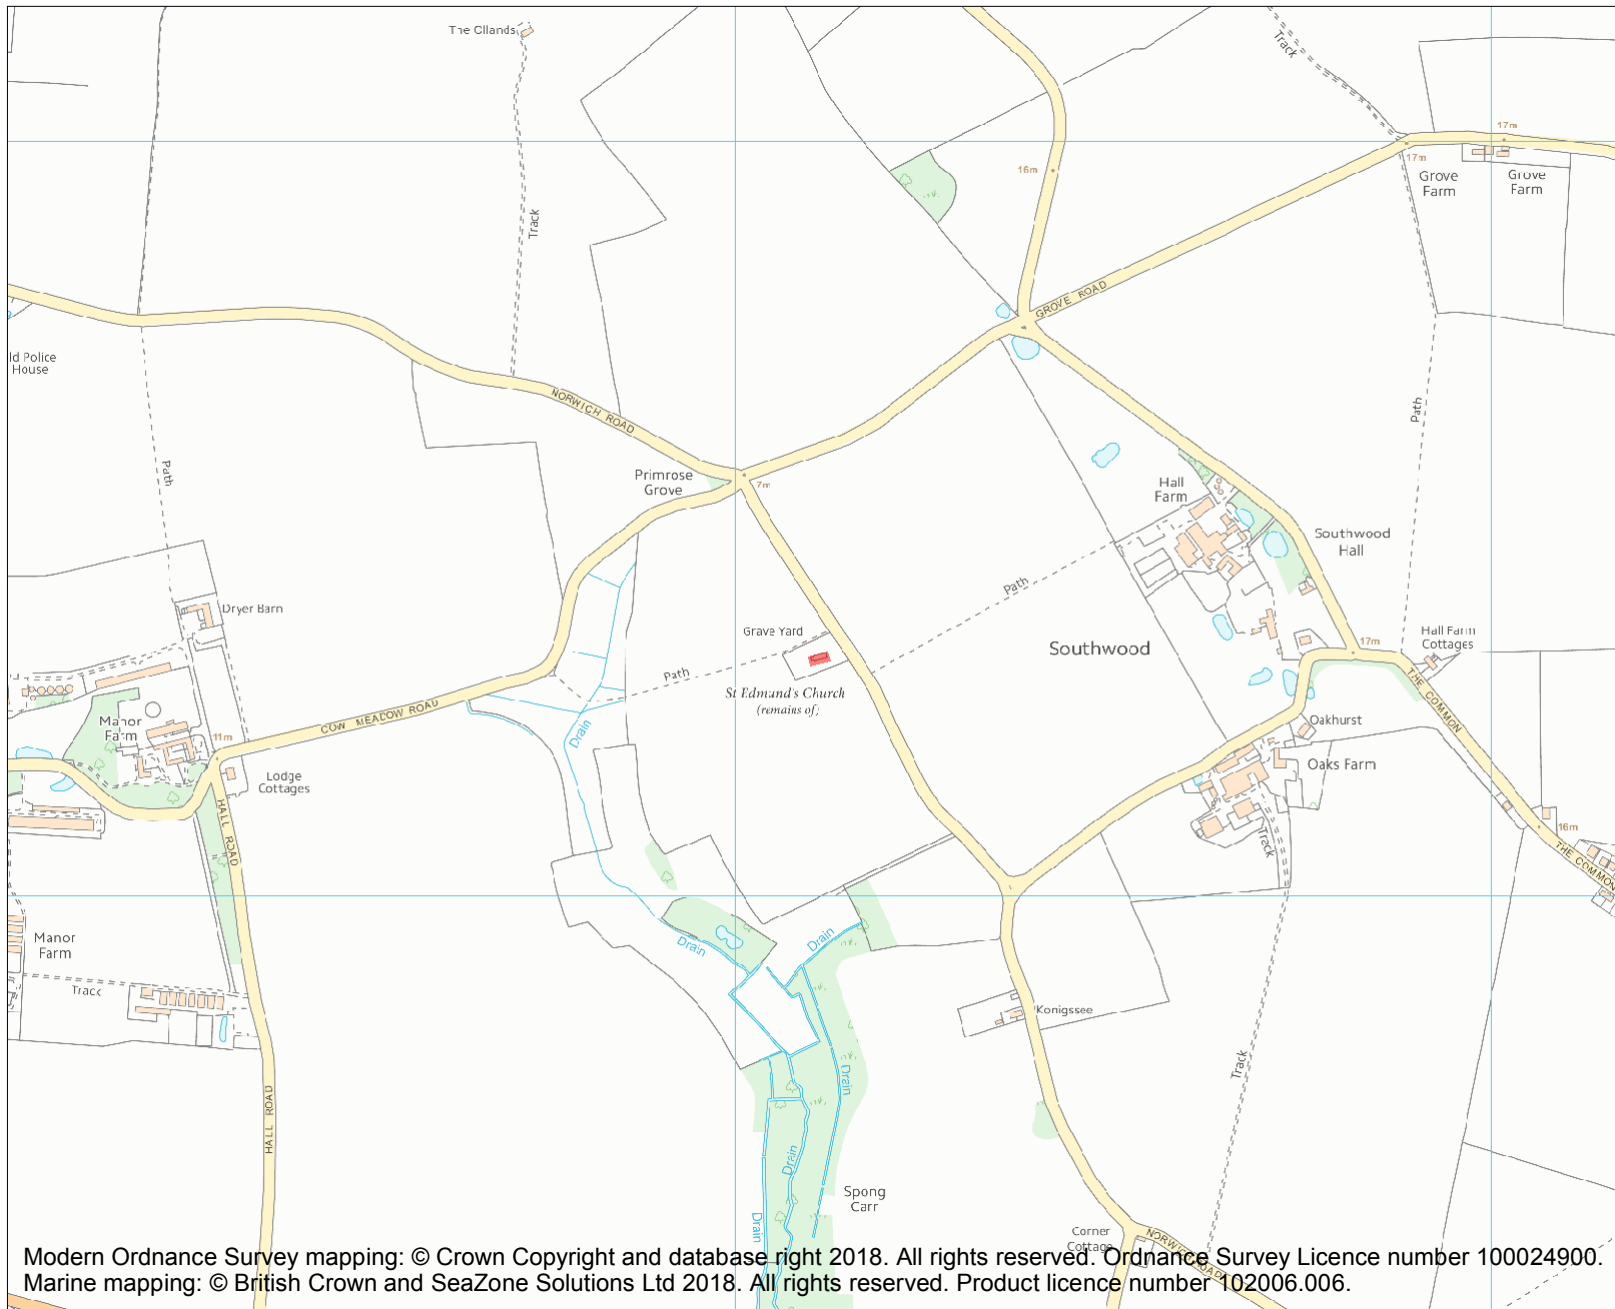 The Ollands
Track
Track
17m
17m
Grove
Farm
Grove
Farm
16m
GROVE ROAD
ld Police
House
NORWICH ROAD
Path
Path
Primrose
Grove
7m
Hall
Farm
Southwood
Hall
Path
Dryer Barn
Grave Yard
Southwood
17m
Hall Farm
Cottages
Path
St Edmund's Church
(remains of)
THE COMMON
COW MEADOW ROAD
Drain
Manor
Farm
11m
Oakhurst
Oaks Farm
Lodge
Cottages
HALL ROAD
Track
16m
THE COMMON
Manor
Farm
Drain
Drain
Track
Konigssee
Drain
Track
HALL ROAD
Drain
Spong
Carr
Drain
Corner
Cottage
NORWICH ROAD
Modern Ordnance Survey mapping: © Crown Copyright and database right 2018. All rights reserved. Ordnance Survey Licence number 100024900.
Marine mapping: © British Crown and SeaZone Solutions Ltd 2018. All rights reserved. Product licence number 102006.006.